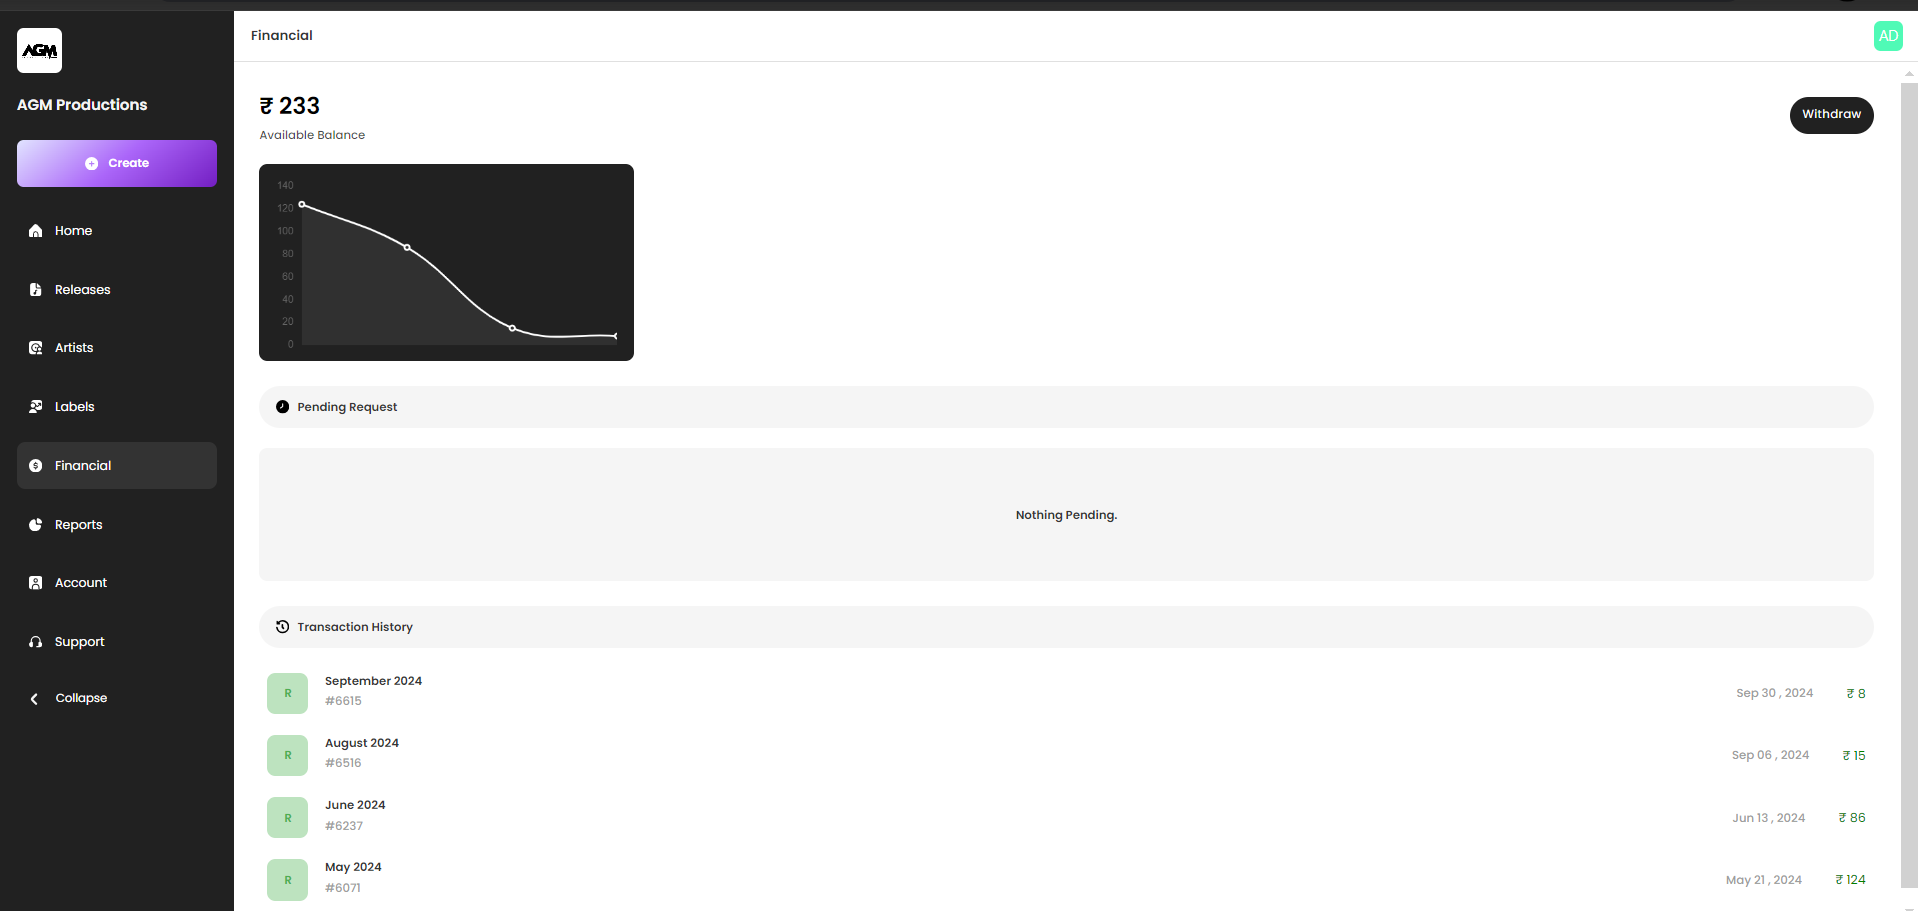 AGM
AGM Productions
Create
Home
Releases
Artists
Labels
Financial
Reports
Account
Support
Collapse
Financial
AD
₹ 233
Available Balance
Withdraw
140
120
100
80
60
40
20
0
Pending Request
Nothing Pending.
Transaction History
R
September 2024
#6615
Sep 30 , 2024
₹ 8
R
August 2024
#6516
Sep 06 , 2024
₹ 15
R
June 2024
#6237
Jun 13 , 2024
₹ 86
R
May 2024
#6071
May 21 , 2024
₹ 124